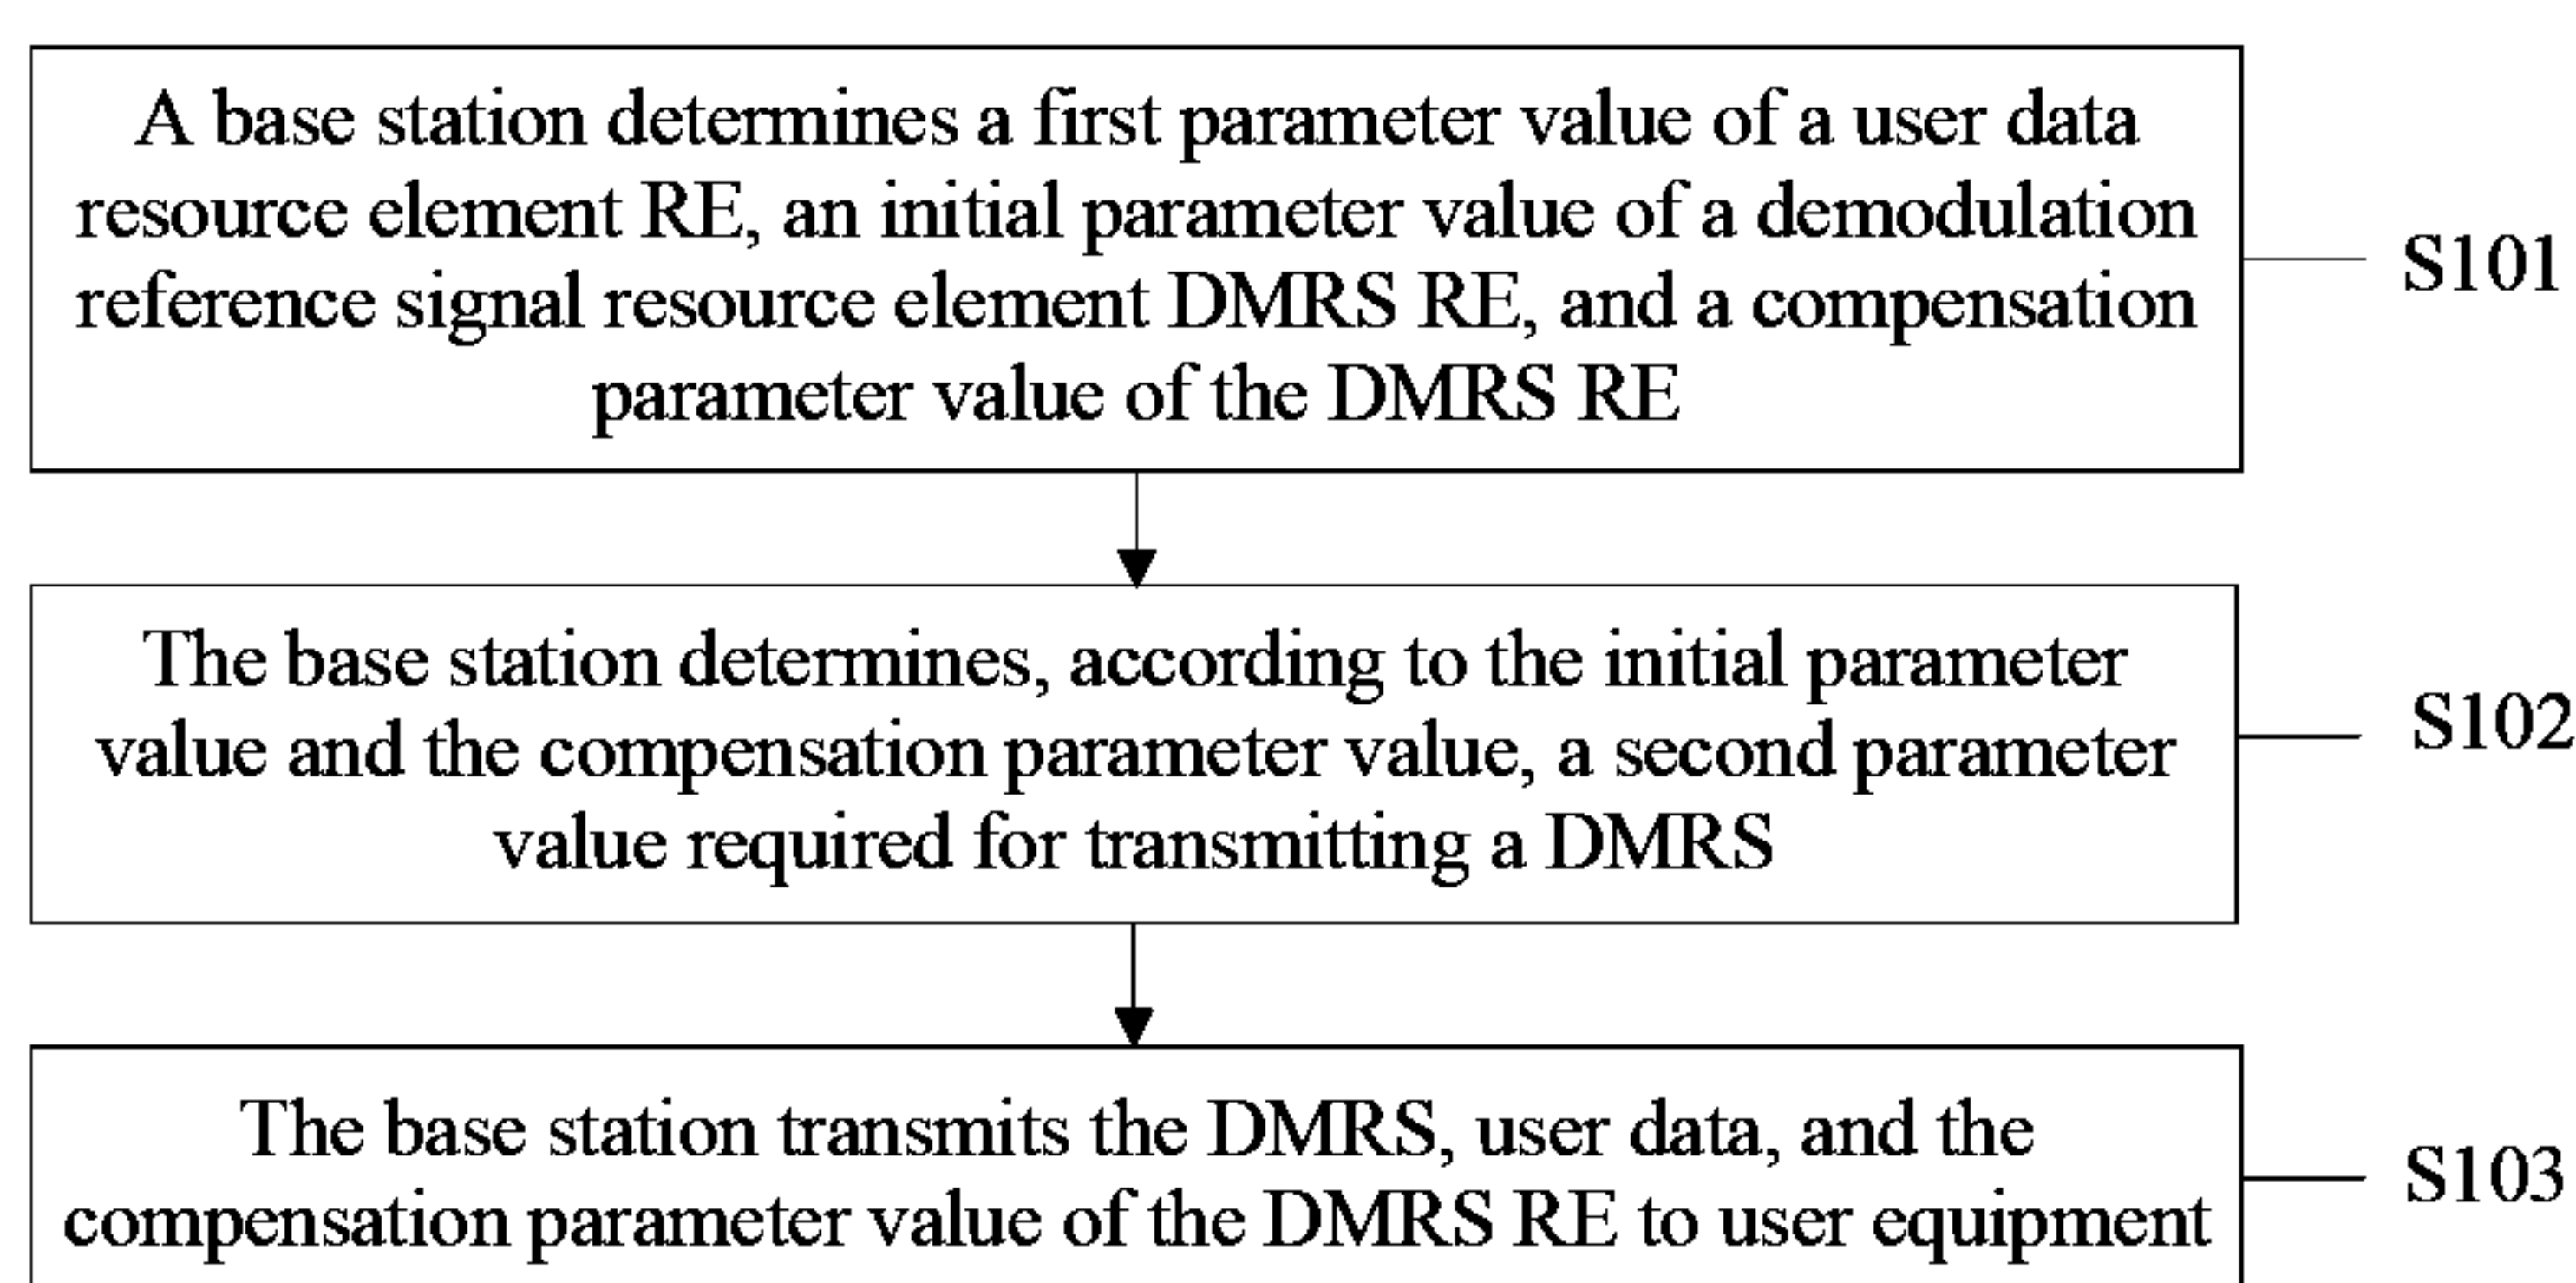 A base station determines a first parameter value of a user data
resource element RE, an initial parameter value of a demodulation
reference signal resource element DMRS RE, and a compensation
parameter value of the DMRS RE
S101
The base station determines, according to the initial parameter
value and the compensation parameter value, a second parameter
value required for transmitting a DMRS
S102
The base station transmits the DMRS, user data, and the
compensation parameter value of the DMRS RE to user equipment
S103